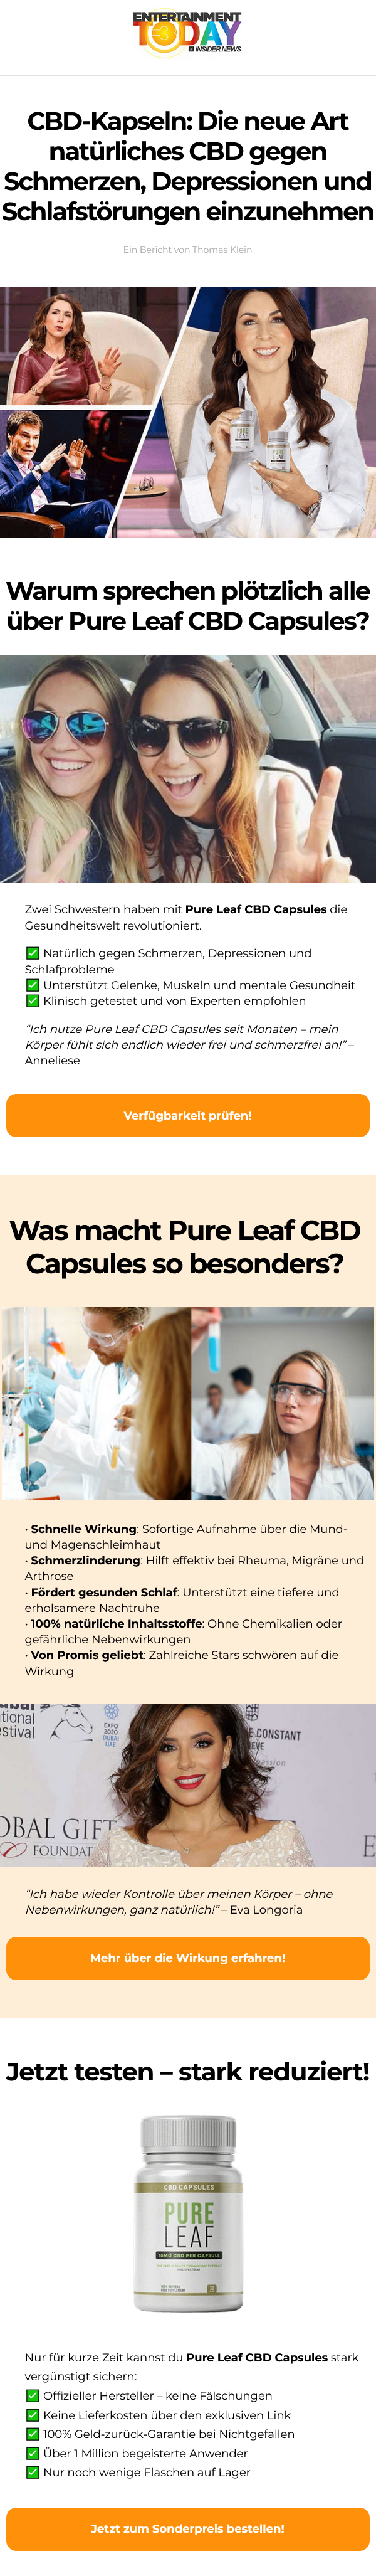 ENTERTAINMENT
TODAY
3
INSIDER NEWS
CBD-Kapseln: Die neue Art
natürliches CBD gegen
Schmerzen, Depressionen und
Schlafstörungen einzunehmen
Ein Bericht von Thomas Klein
PURE
LEAF
PURE
LEAF
Warum sprechen plötzlich alle
über Pure Leaf CBD Capsules?
Zwei Schwestern haben mit Pure Leaf CBD Capsules die
Gesundheitswelt revolutioniert.
✅ Natürlich gegen Schmerzen, Depressionen und
Schlafprobleme
✅ Unterstützt Gelenke, Muskeln und mentale Gesundheit
✅ Klinisch getestet und von Experten empfohlen
“Ich nutze Pure Leaf CBD Capsules seit Monaten – mein
Körper fühlt sich endlich wieder frei und schmerzfrei an!” –
Anneliese
Verfügbarkeit prüfen!
Was macht Pure Leaf CBD
Capsules so besonders?
• Schnelle Wirkung: Sofortige Aufnahme über die Mund-
und Magenschleimhaut
• Schmerzlinderung: Hilft effektiv bei Rheuma, Migräne und
Arthrose
• Fördert gesunden Schlaf: Unterstützt eine tiefere und
erholsamere Nachtruhe
• 100% natürliche Inhaltsstoffe: Ohne Chemikalien oder
gefährliche Nebenwirkungen
• Von Promis geliebt: Zahlreiche Stars schwören auf die
Wirkung
ubai
tional
estival
EXPO
2020
DUBAI
UAE
E CONSTANT
EVE
passion
OBAL GIFT
FOUNDAT
E
“Ich habe wieder Kontrolle über meinen Körper – ohne
Nebenwirkungen, ganz natürlich!” – Eva Longoria
Mehr über die Wirkung erfahren!
Jetzt testen – stark reduziert!
CBD CAPSULES
PURE
LEAF
10MG CBD PER CAPSULE
Nur für kurze Zeit kannst du Pure Leaf CBD Capsules stark
vergünstigt sichern:
✅ Offizieller Hersteller – keine Fälschungen
✅ Keine Lieferkosten über den exklusiven Link
✅ 100% Geld-zurück-Garantie bei Nichtgefallen
✅ Über 1 Million begeisterte Anwender
✅ Nur noch wenige Flaschen auf Lager
Jetzt zum Sonderpreis bestellen!